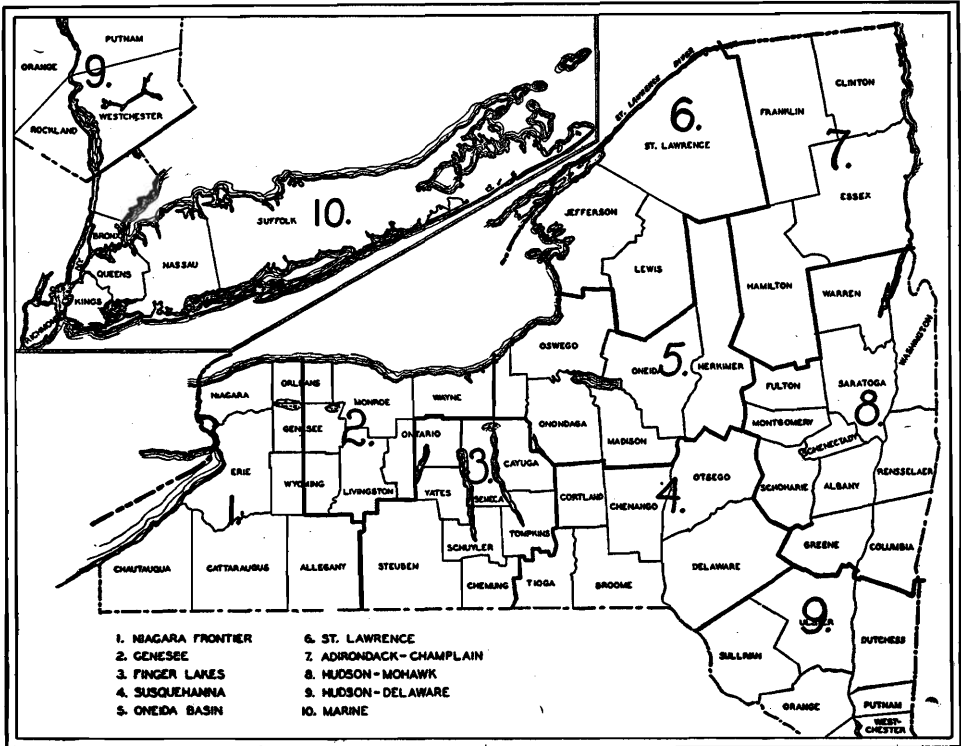 PUTNAM
ORANGE
9.
WESTCHESTER
ROCKLAND
BRONX
QUEENS
NASSAU
KINGS
RICHMOND
SUFFOLK
10.
ST. LAWRENCE RIVER
6.
ST. LAWRENCE
FRANKLIN
CLINTON
7.
ESSEX
JEFFERSON
LEWIS
HAMILTON
WARREN
WASHINGTON
OSWEGO
ONEIDA
5.
HERKIMER
FULTON
SARATOGA
8.
MONTGOMERY
SCHENECTADY
NIAGARA
ORLEANS
MONROE
WAYNE
GENESEE
2.
ONTARIO
ONONDAGA
MADISON
CAYUGA
3.
SENECA
ERIE
1.
WYOMING
LIVINGSTON
YATES
CORTLAND
CHENANGO
4.
OTSEGO
SCHOHARIE
ALBANY
RENSSELAER
TOMPKINS
SCHUYLER
GREENE
COLUMBIA
CHAUTAUQUA
CATTARAUGUS
ALLEGANY
STEUBEN
CHEMUNG
TIOGA
BROOME
DELAWARE
9.
ULSTER
DUTCHESS
SULLIVAN
ORANGE
PUTNAM
WEST-
CHESTER
1. NIAGARA FRONTIER
2. GENESEE
3. FINGER LAKES
4. SUSQUEHANNA
5. ONEIDA BASIN
6. ST. LAWRENCE
7. ADIRONDACK-CHAMPLAIN
8. HUDSON-MOHAWK
9. HUDSON-DELAWARE
10. MARINE